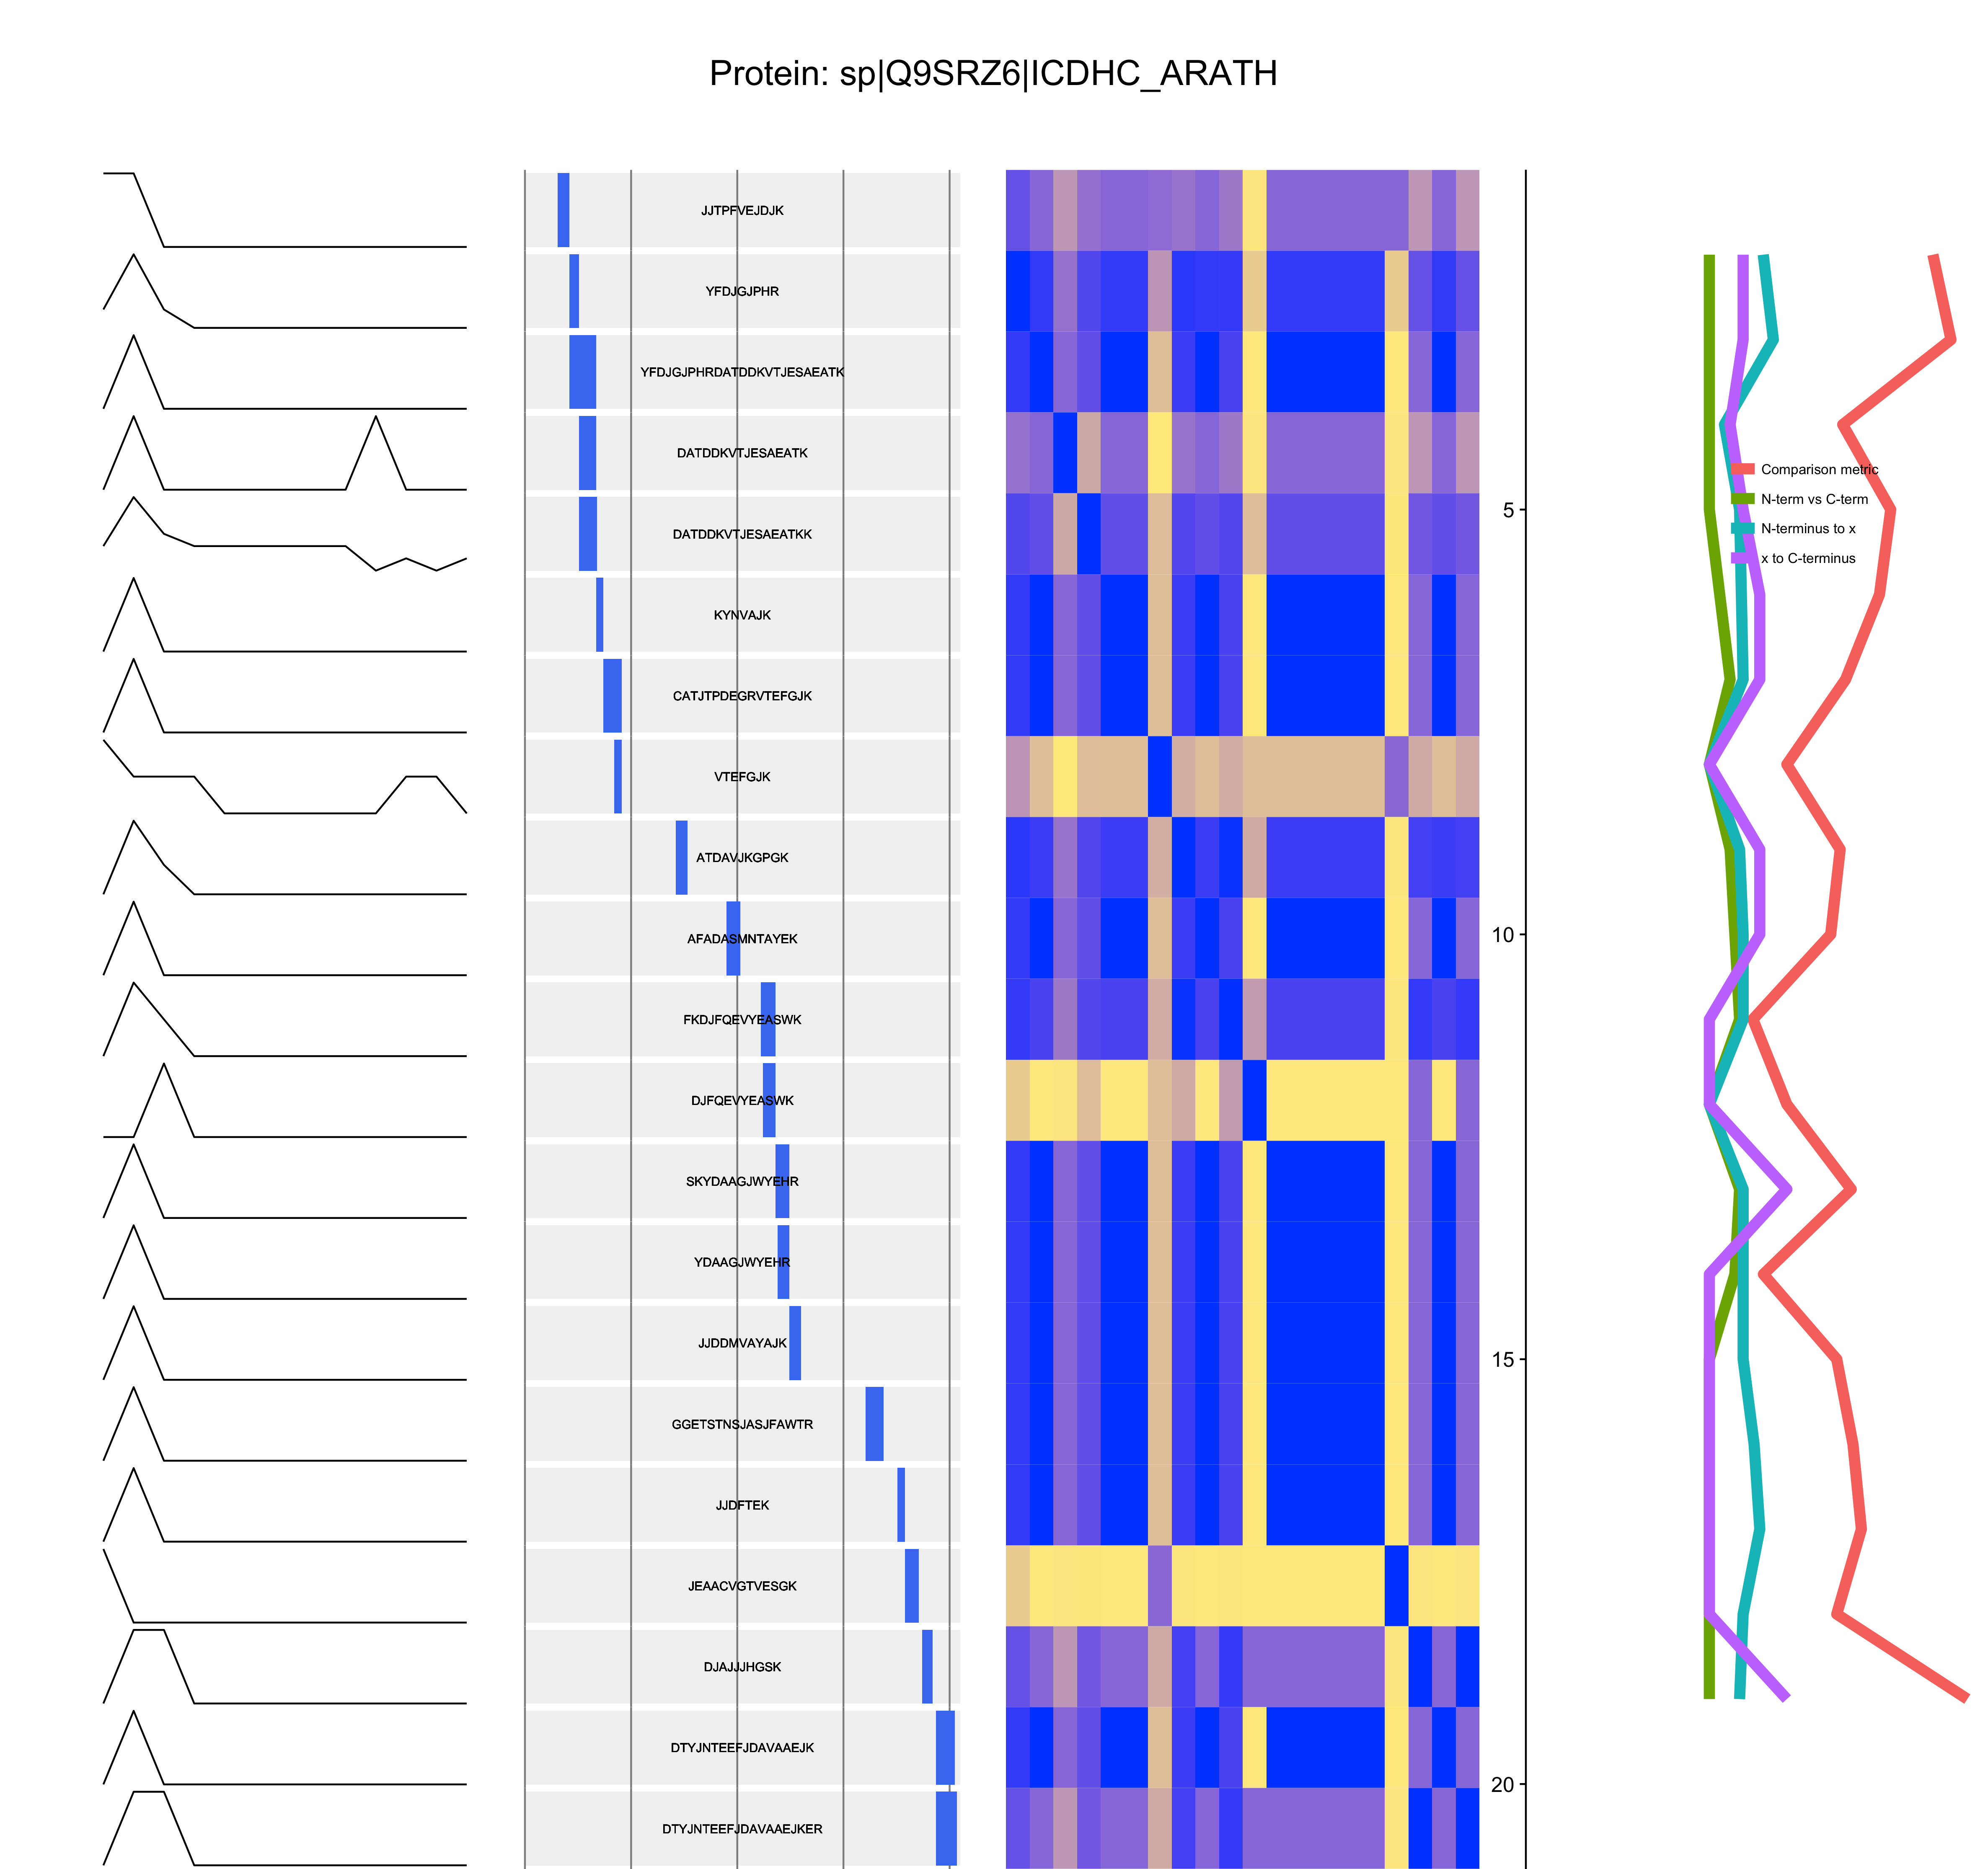 Protein: sp|Q9SRZ6|ICDHC_ARATH
JJTPFVEJDJK
YFDJGJPHR
YFDJGJPHRDATDDKVTJESAEATK
DATDDKVTJESAEATK
DATDDKVTJESAEATKK
KYNVAJK
CATJTPDEGRVTEFGJK
VTEFGJK
ATDAVJKGPGK
AFADASMNTAYEK
FKDJFQEVYEASWK
DJFQEVYEASWK
SKYDAAGJWYEHR
YDAAGJWYEHR
JJDDMVAYAJK
GGETSTNSJASJFAWTR
JJDFTEK
JEAACVGTVESGK
DJAJJJHGSK
DTYJNTEEFJDAVAAEJK
DTYJNTEEFJDAVAAEJKER
5
10
15
20
Comparison metric
N-term vs C-term
N-terminus to x
x to C-terminus